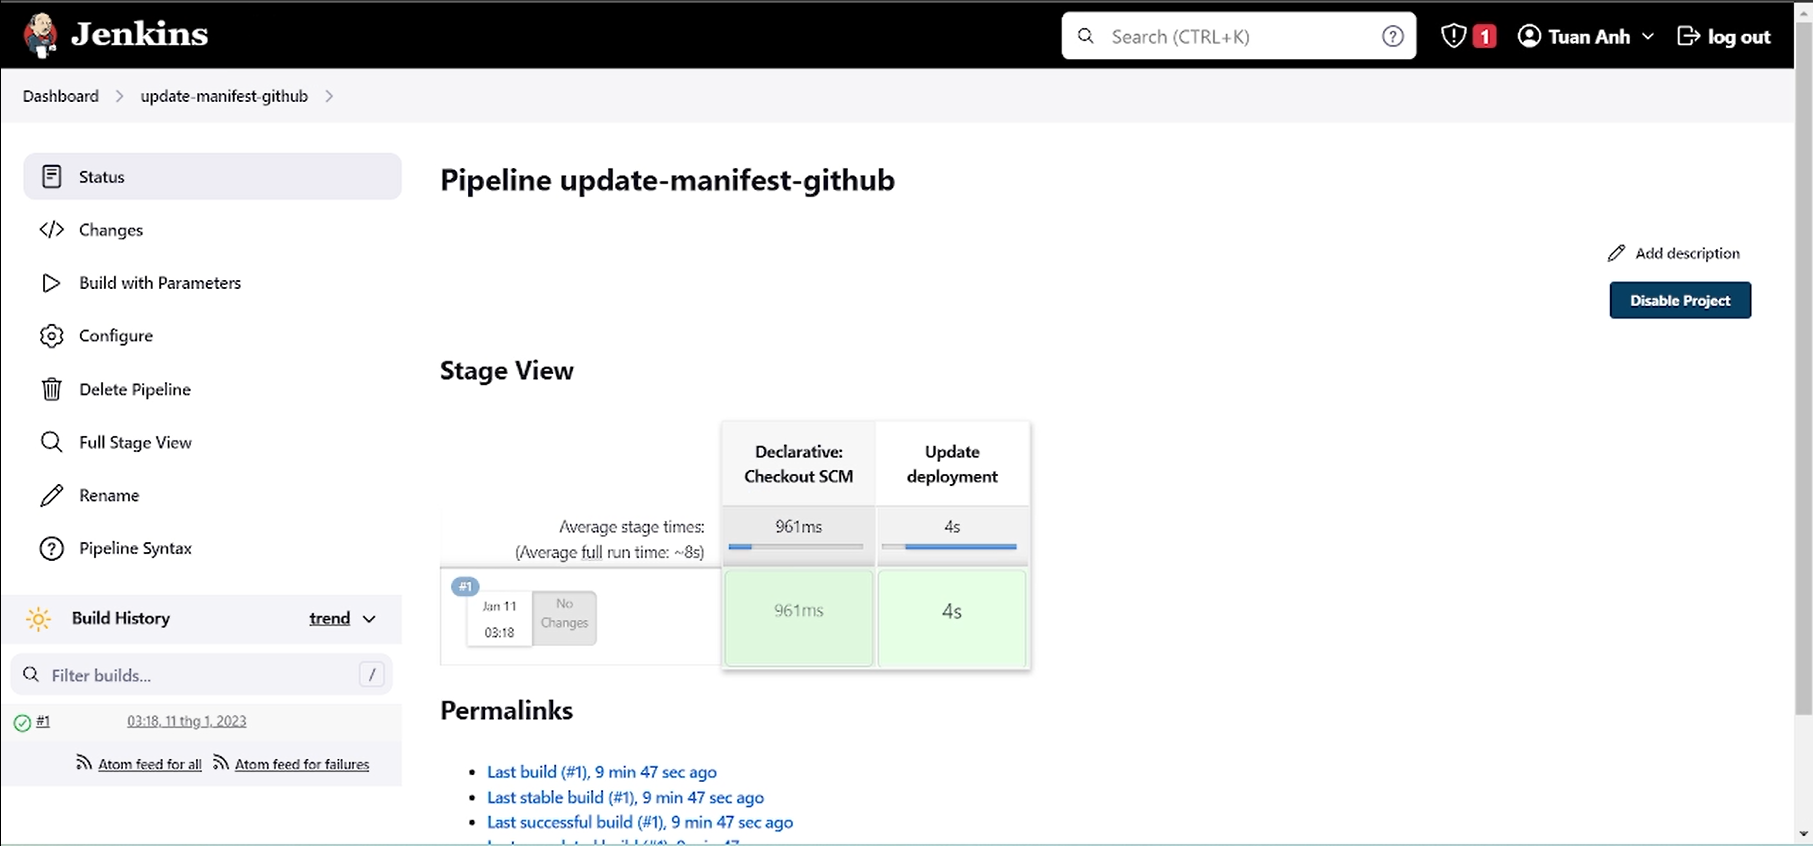 Jenkins
Search (CTRL+K)
1
Tuan Anh
log out
Dashboard
update-manifest-github
Status
Changes
Build with Parameters
Configure
Delete Pipeline
Full Stage View
Rename
Pipeline Syntax
Build History
trend
Filter builds...
/
#1
03:18, 11 thg 1, 2023
Atom feed for all
Atom feed for failures
Pipeline update-manifest-github
Add description
Disable Project
Stage View
Declarative:
Checkout SCM
Update
deployment
Average stage times:
(Average full run time: ~8s)
961ms
4s
#1
Jan 11
03:18
No
Changes
961ms
4s
Permalinks
Last build (#1), 9 min 47 sec ago
Last stable build (#1), 9 min 47 sec ago
Last successful build (#1), 9 min 47 sec ago